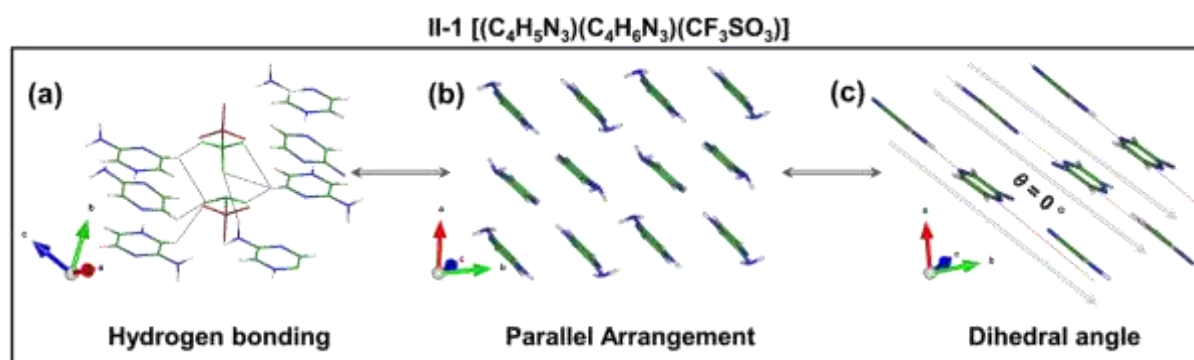 II-1 [(C₄H₅N₃)(C₄H₆N₃)(CF₃SO₃)]
(a) (b) (c)
θ = 0°
b
c
a
a
c
b
a
b
Hydrogen bonding Parallel Arrangement Dihedral angle